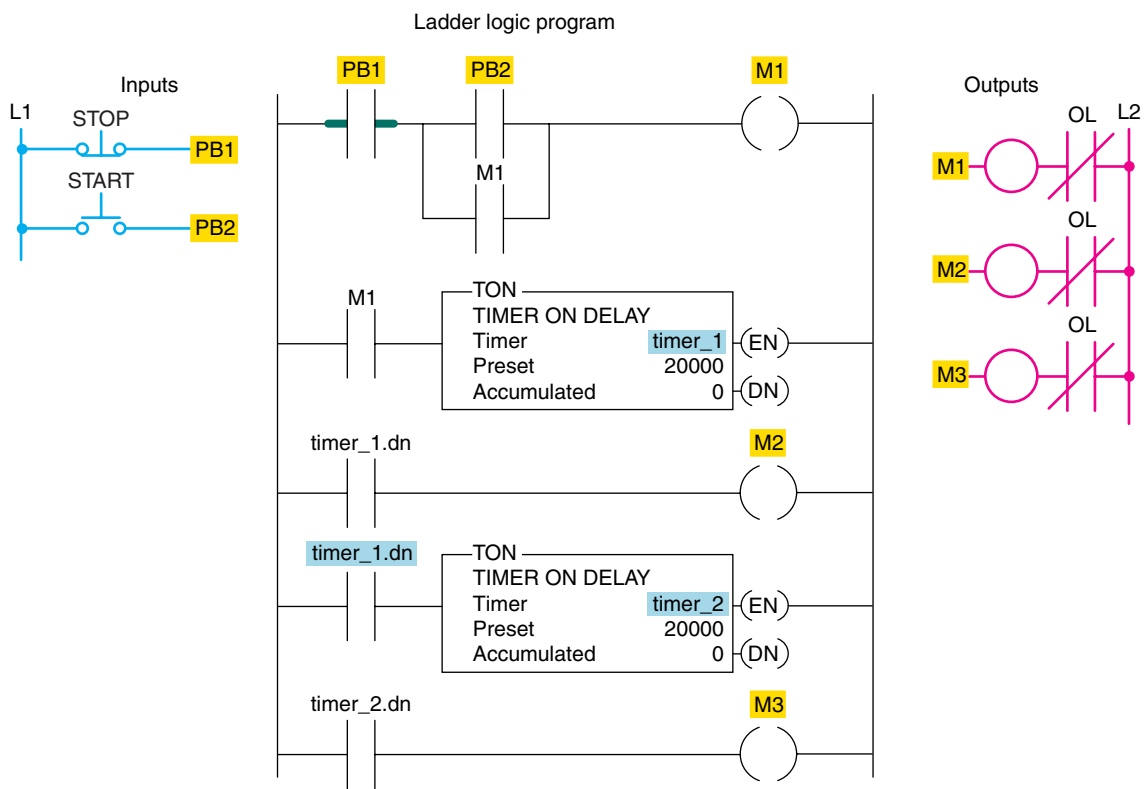 Ladder logic program
Inputs
L1
STOP
PB1
START
PB2
PB1
PB2
M1
M1
M1
TON
TIMER ON DELAY
Timer timer_1 (EN)
Preset 20000
Accumulated 0 (DN)
timer_1.dn
M2
timer_1.dn
TON
TIMER ON DELAY
Timer timer_2 (EN)
Preset 20000
Accumulated 0 (DN)
timer_2.dn
M3
Outputs
OL L2
M1
OL
M2
OL
M3